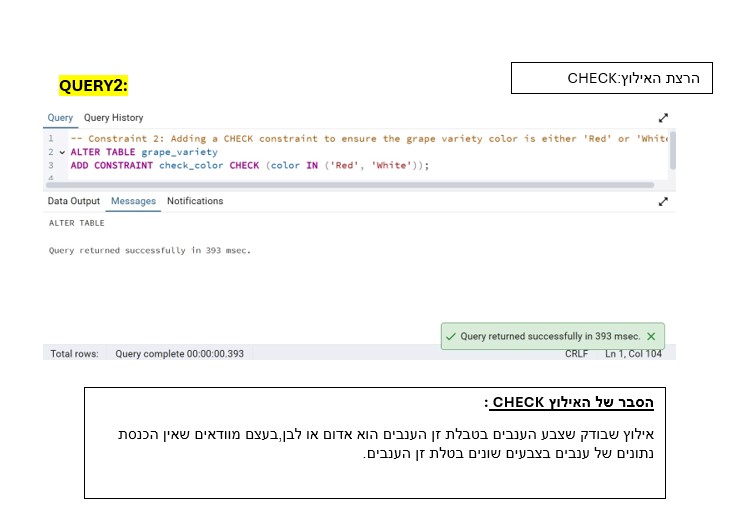 הרצת האילוץ:CHECK
QUERY2:
Query Query History
1 -- Constraint 2: Adding a CHECK constraint to ensure the grape variety color is either 'Red' or 'White
2 ALTER TABLE grape_variety
3 ADD CONSTRAINT check_color CHECK (color IN ('Red', 'White'));
4
Data Output Messages Notifications
ALTER TABLE
Query returned successfully in 393 msec.
Query returned successfully in 393 msec.
Total rows: Query complete 00:00:00.393 CRLF Ln 1, Col 104
הסבר של האילוץ CHECK :
אילוץ שבודק שצבע הענבים בטבלת זן הענבים הוא אדום או לבן,בעצם מוודאים שאין הכנסת
נתונים של ענבים בצבעים שונים בטלת זן הענבים.